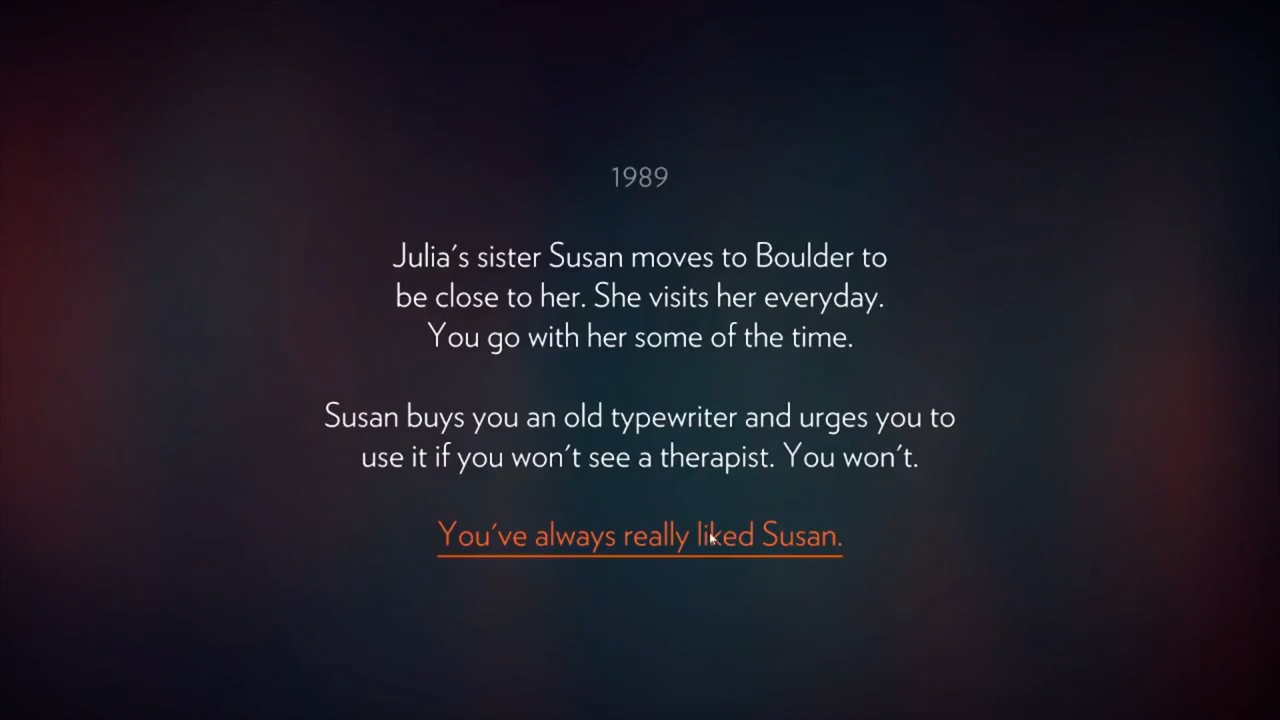 1989
Julia's sister Susan moves to Boulder to
be close to her. She visits her everyday.
You go with her some of the time.
Susan buys you an old typewriter and urges you to
use it if you won't see a therapist. You won't.
You've always really liked Susan.